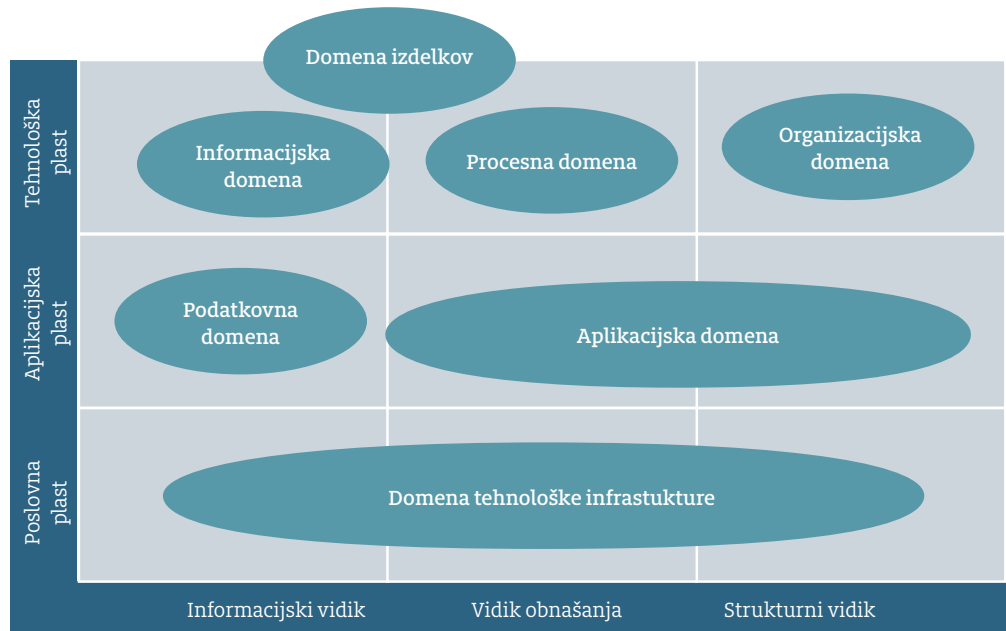 Domena izdelkov
Tehnološka
plast
Informacijska
domena
Procesna domena
Organizacijska
domena
Aplikacijska
plast
Podatkovna
domena
Aplikacijska domena
Poslovna
plast
Domena tehnološke infrastukture
Informacijski vidik
Vidik obnašanja
Strukturni vidik